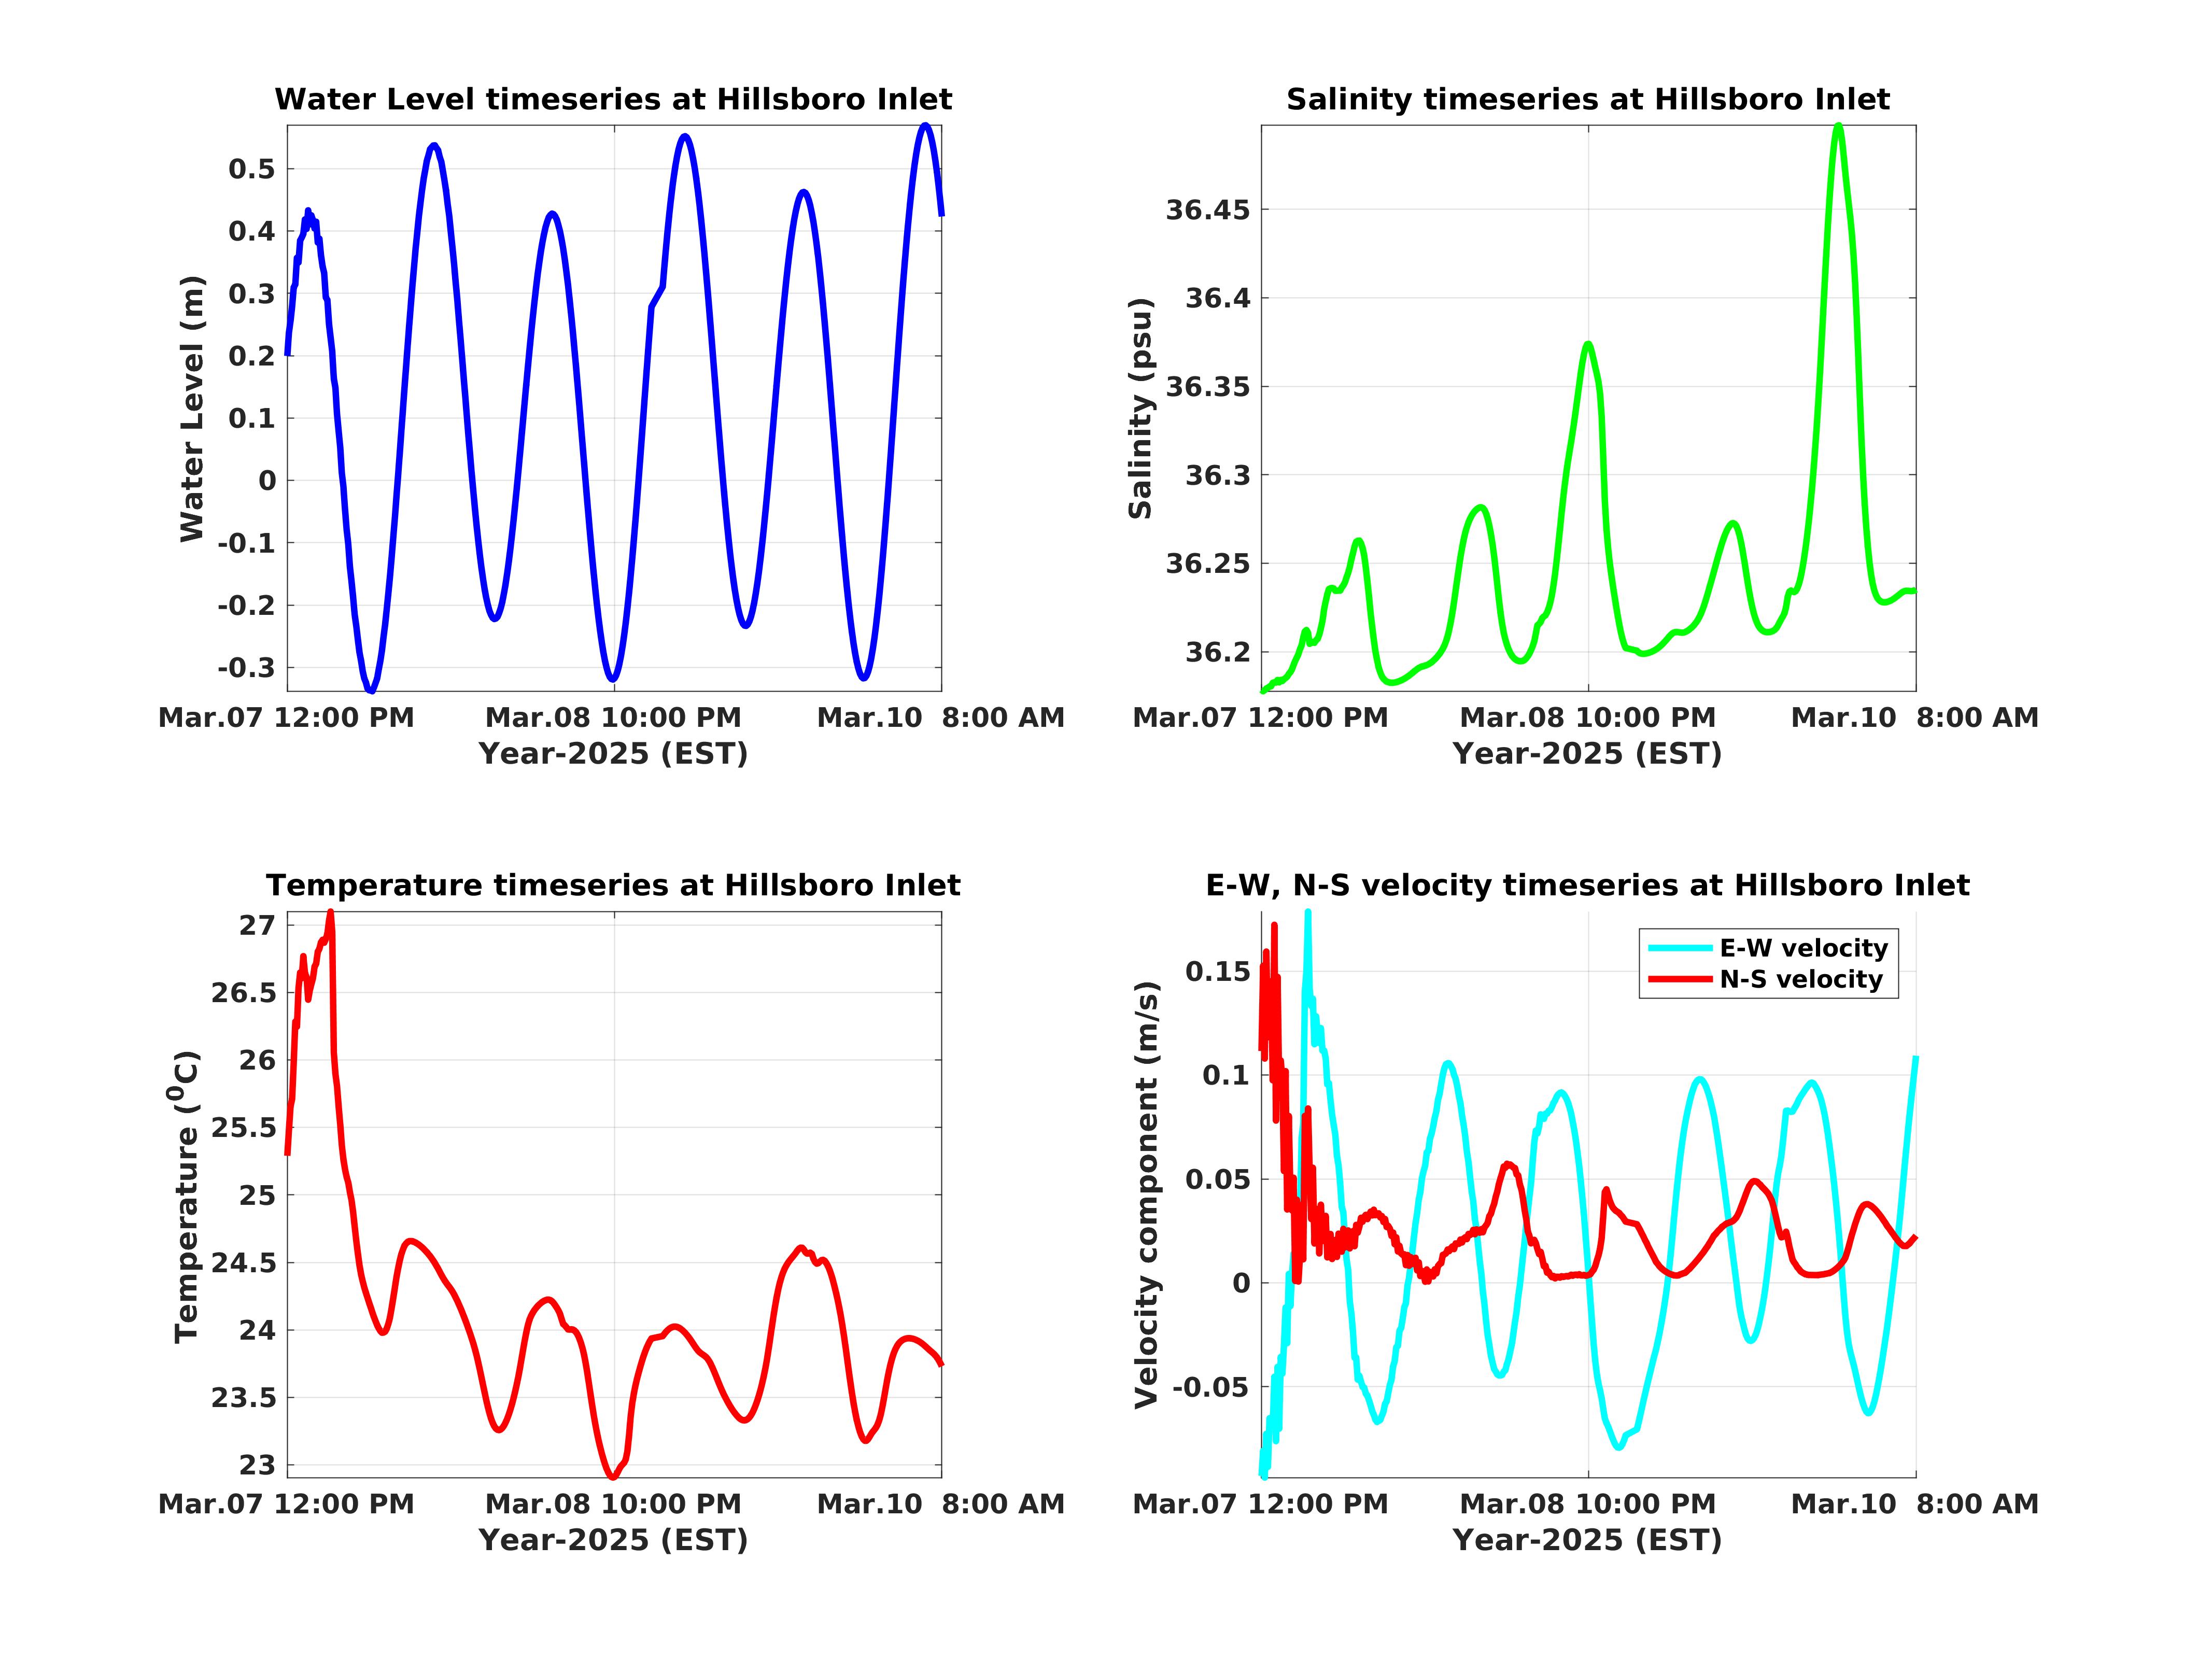 Water Level timeseries at Hillsboro Inlet
Water Level (m)
0.5
0.4
0.3
0.2
0.1
0
-0.1
-0.2
-0.3
Mar.07 12:00 PM
Mar.08 10:00 PM
Mar.10 8:00 AM
Year-2025 (EST)
Salinity timeseries at Hillsboro Inlet
Salinity (psu)
36.45
36.4
36.35
36.3
36.25
36.2
Mar.07 12:00 PM
Mar.08 10:00 PM
Mar.10 8:00 AM
Year-2025 (EST)
Temperature timeseries at Hillsboro Inlet
Temperature (⁰C)
27
26.5
26
25.5
25
24.5
24
23.5
23
Mar.07 12:00 PM
Mar.08 10:00 PM
Mar.10 8:00 AM
Year-2025 (EST)
E-W, N-S velocity timeseries at Hillsboro Inlet
Velocity component (m/s)
0.15
0.1
0.05
0
-0.05
E-W velocity
N-S velocity
Mar.07 12:00 PM
Mar.08 10:00 PM
Mar.10 8:00 AM
Year-2025 (EST)